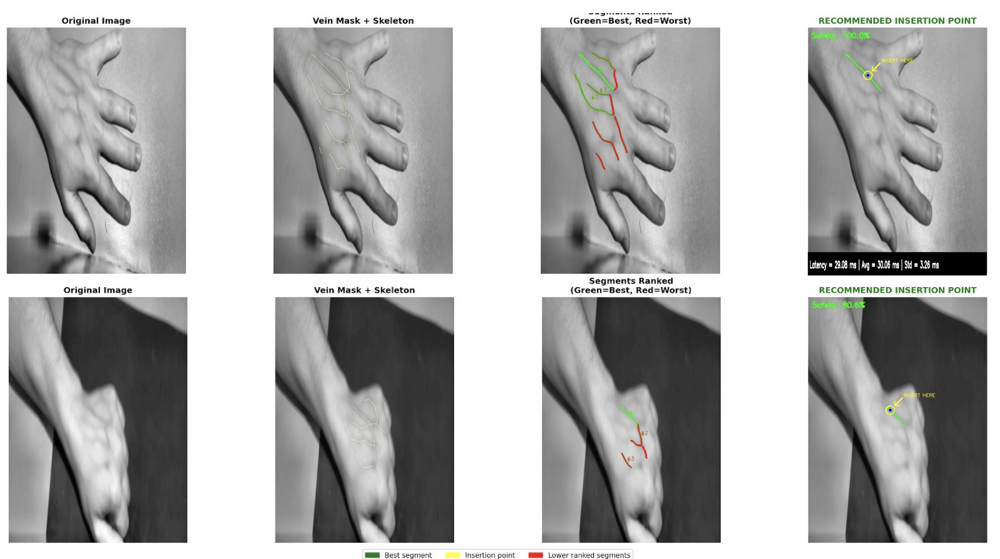 Original Image
Vein Mask + Skeleton
Segments Ranked
(Green=Best, Red=Worst)
RECOMMENDED INSERTION POINT
#3
#2
Safety: 100.0%
INSERT HERE
Latency = 29.08 ms | Avg = 30.06 ms | Std = 3.26 ms
Original Image
Vein Mask + Skeleton
Segments Ranked
(Green=Best, Red=Worst)
RECOMMENDED INSERTION POINT
#1
#2
#3
Safety: 80.6%
INSERT HERE
Best segment
Insertion point
Lower ranked segments